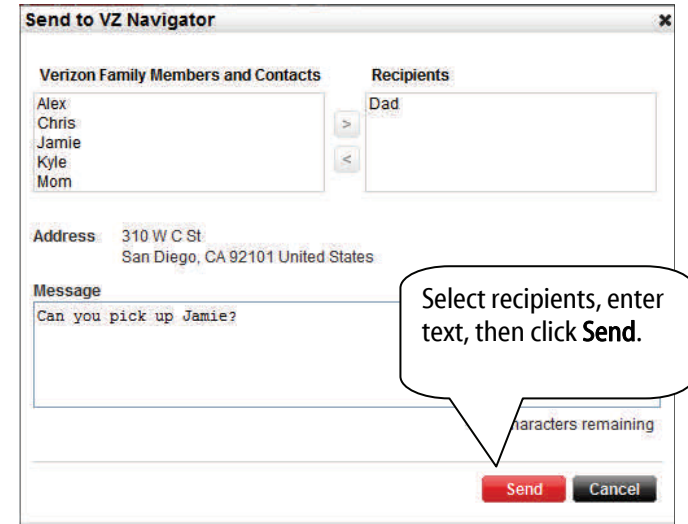 Send to VZ Navigator
x
Verizon Family Members and Contacts
Recipients
Alex
Chris
Jamie
Kyle
Mom
>
<
Dad
Address 310 W C St
San Diego, CA 92101 United States
Message
Can you pick up Jamie?
Select recipients, enter
text, then click Send.
remaining
Send Cancel